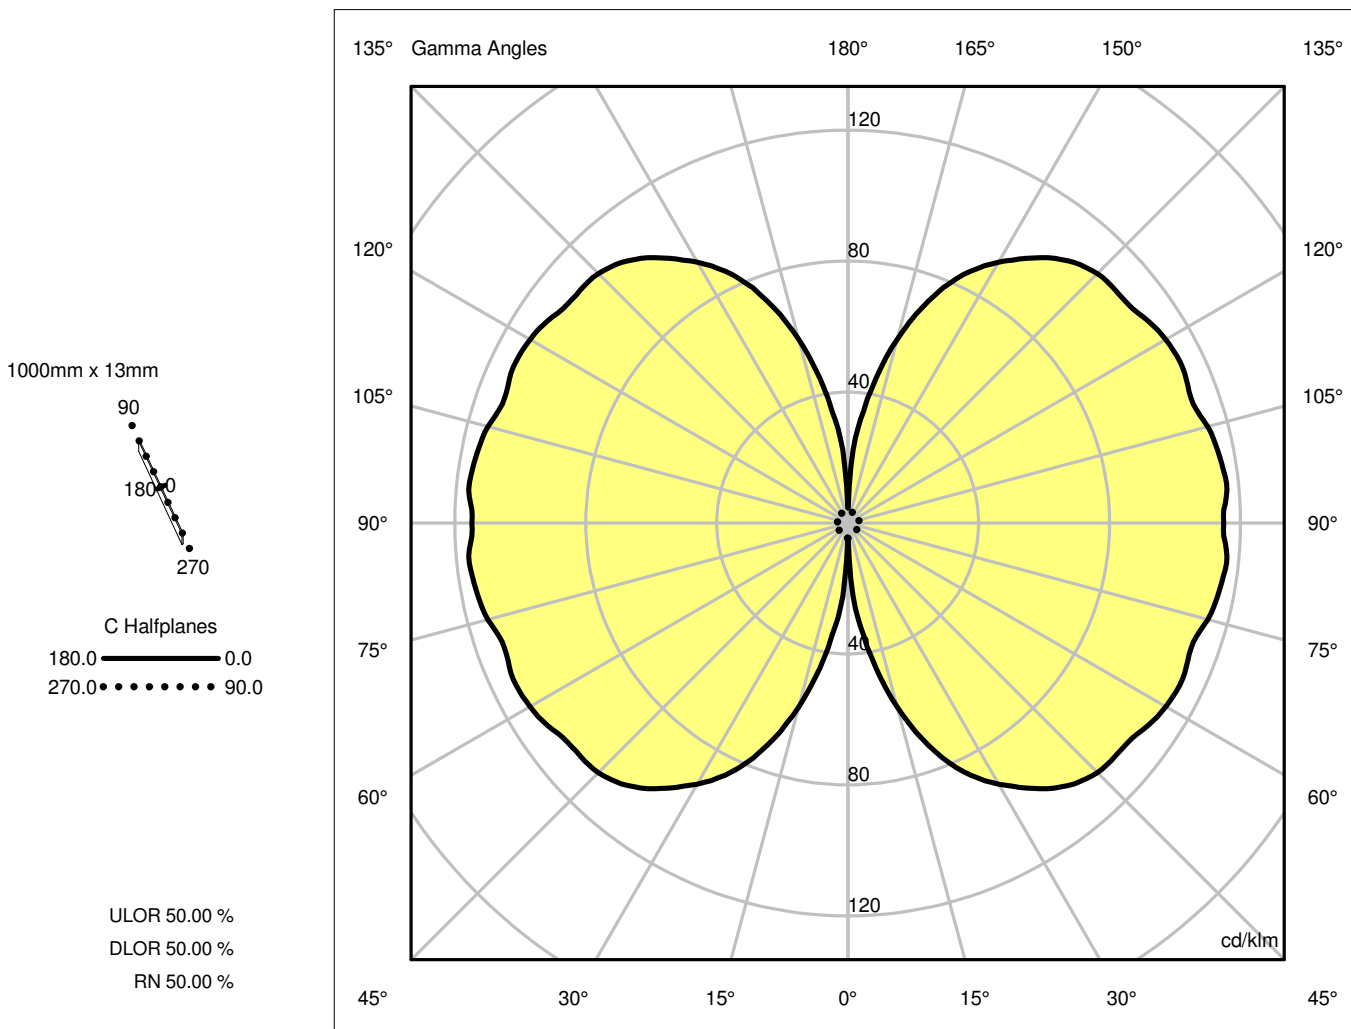 135° Gamma Angles 180° 165° 150° 135°
120
120° 80 120°
1000mm x 13mm
105° 40 105°
90
180 0
90° 90°
270
C Halfplanes
180.0 0.0
270.0 90.0
75° 40 75°
60° 80 60°
120
ULOR 50.00 %
cd/klm
DLOR 50.00 %
RN 50.00 %
45° 30° 15° 0° 15° 30° 45°